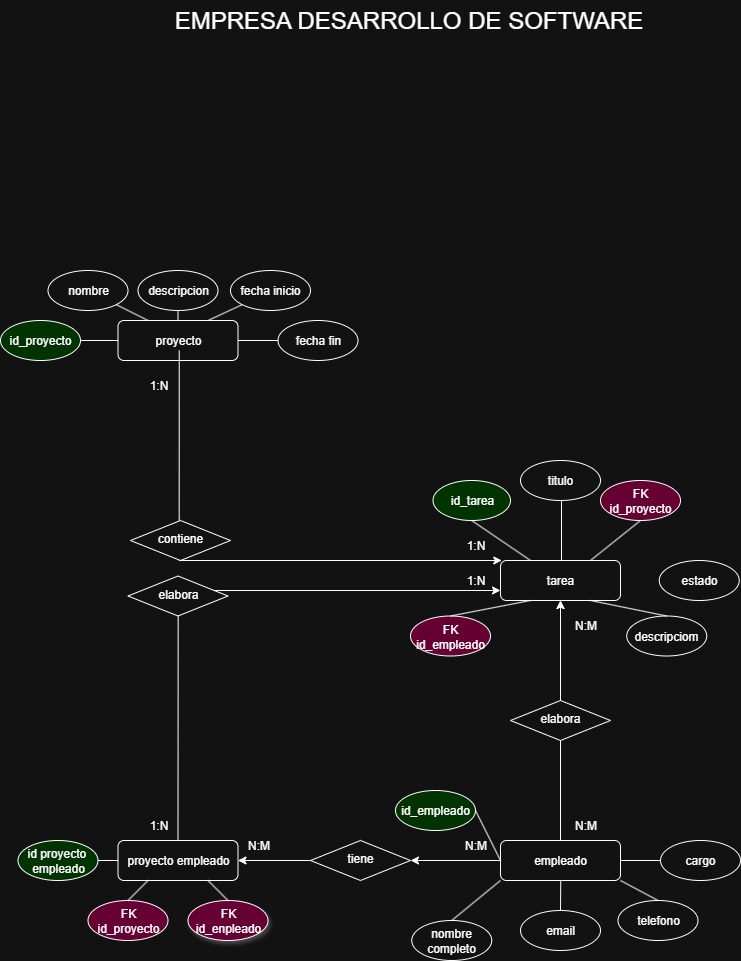 EMPRESA DESARROLLO DE SOFTWARE
nombre
descripcion
fecha inicio
id_proyecto
proyecto
fecha fin
1:N
titulo
id_tarea
FK
id_proyecto
contiene
1:N
elabora
1:N
tarea
estado
FK
id_empleado
N:M
descripciom
elabora
id_empleado
1:N
N:M
N:M
N:M
id proyecto
empleado
proyecto empleado
tiene
empleado
cargo
FK
id_proyecto
FK
id_enpleado
nombre
completo
email
telefono